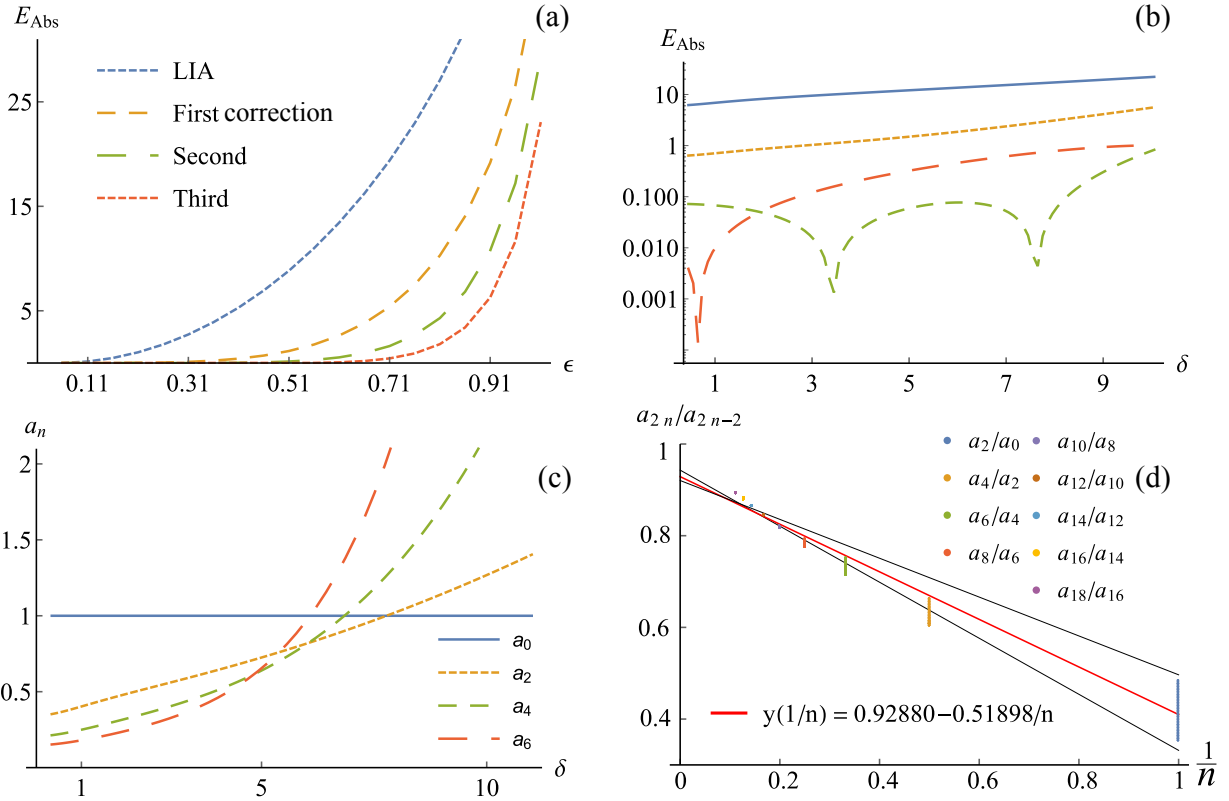 E_Abs (a)
LIA
First correction
Second
Third
25
15
5
0.11 0.31 0.51 0.71 0.91 ϵ
E_Abs (b)
10
1
0.100
0.010
0.001
1 3 5 7 9 δ
a_n (c)
2
1.5
1
0.5
a_0
a_2
a_4
a_6
1 5 10 δ
a_{2n}/a_{2n-2} (d)
1
0.8
0.6
0.4
a_2/a_0 a_10/a_8
a_4/a_2 a_12/a_10
a_6/a_4 a_14/a_12
a_8/a_6 a_16/a_14
a_18/a_16
y(1/n) = 0.92880−0.51898/n
0 0.2 0.4 0.6 0.8 1 1/n